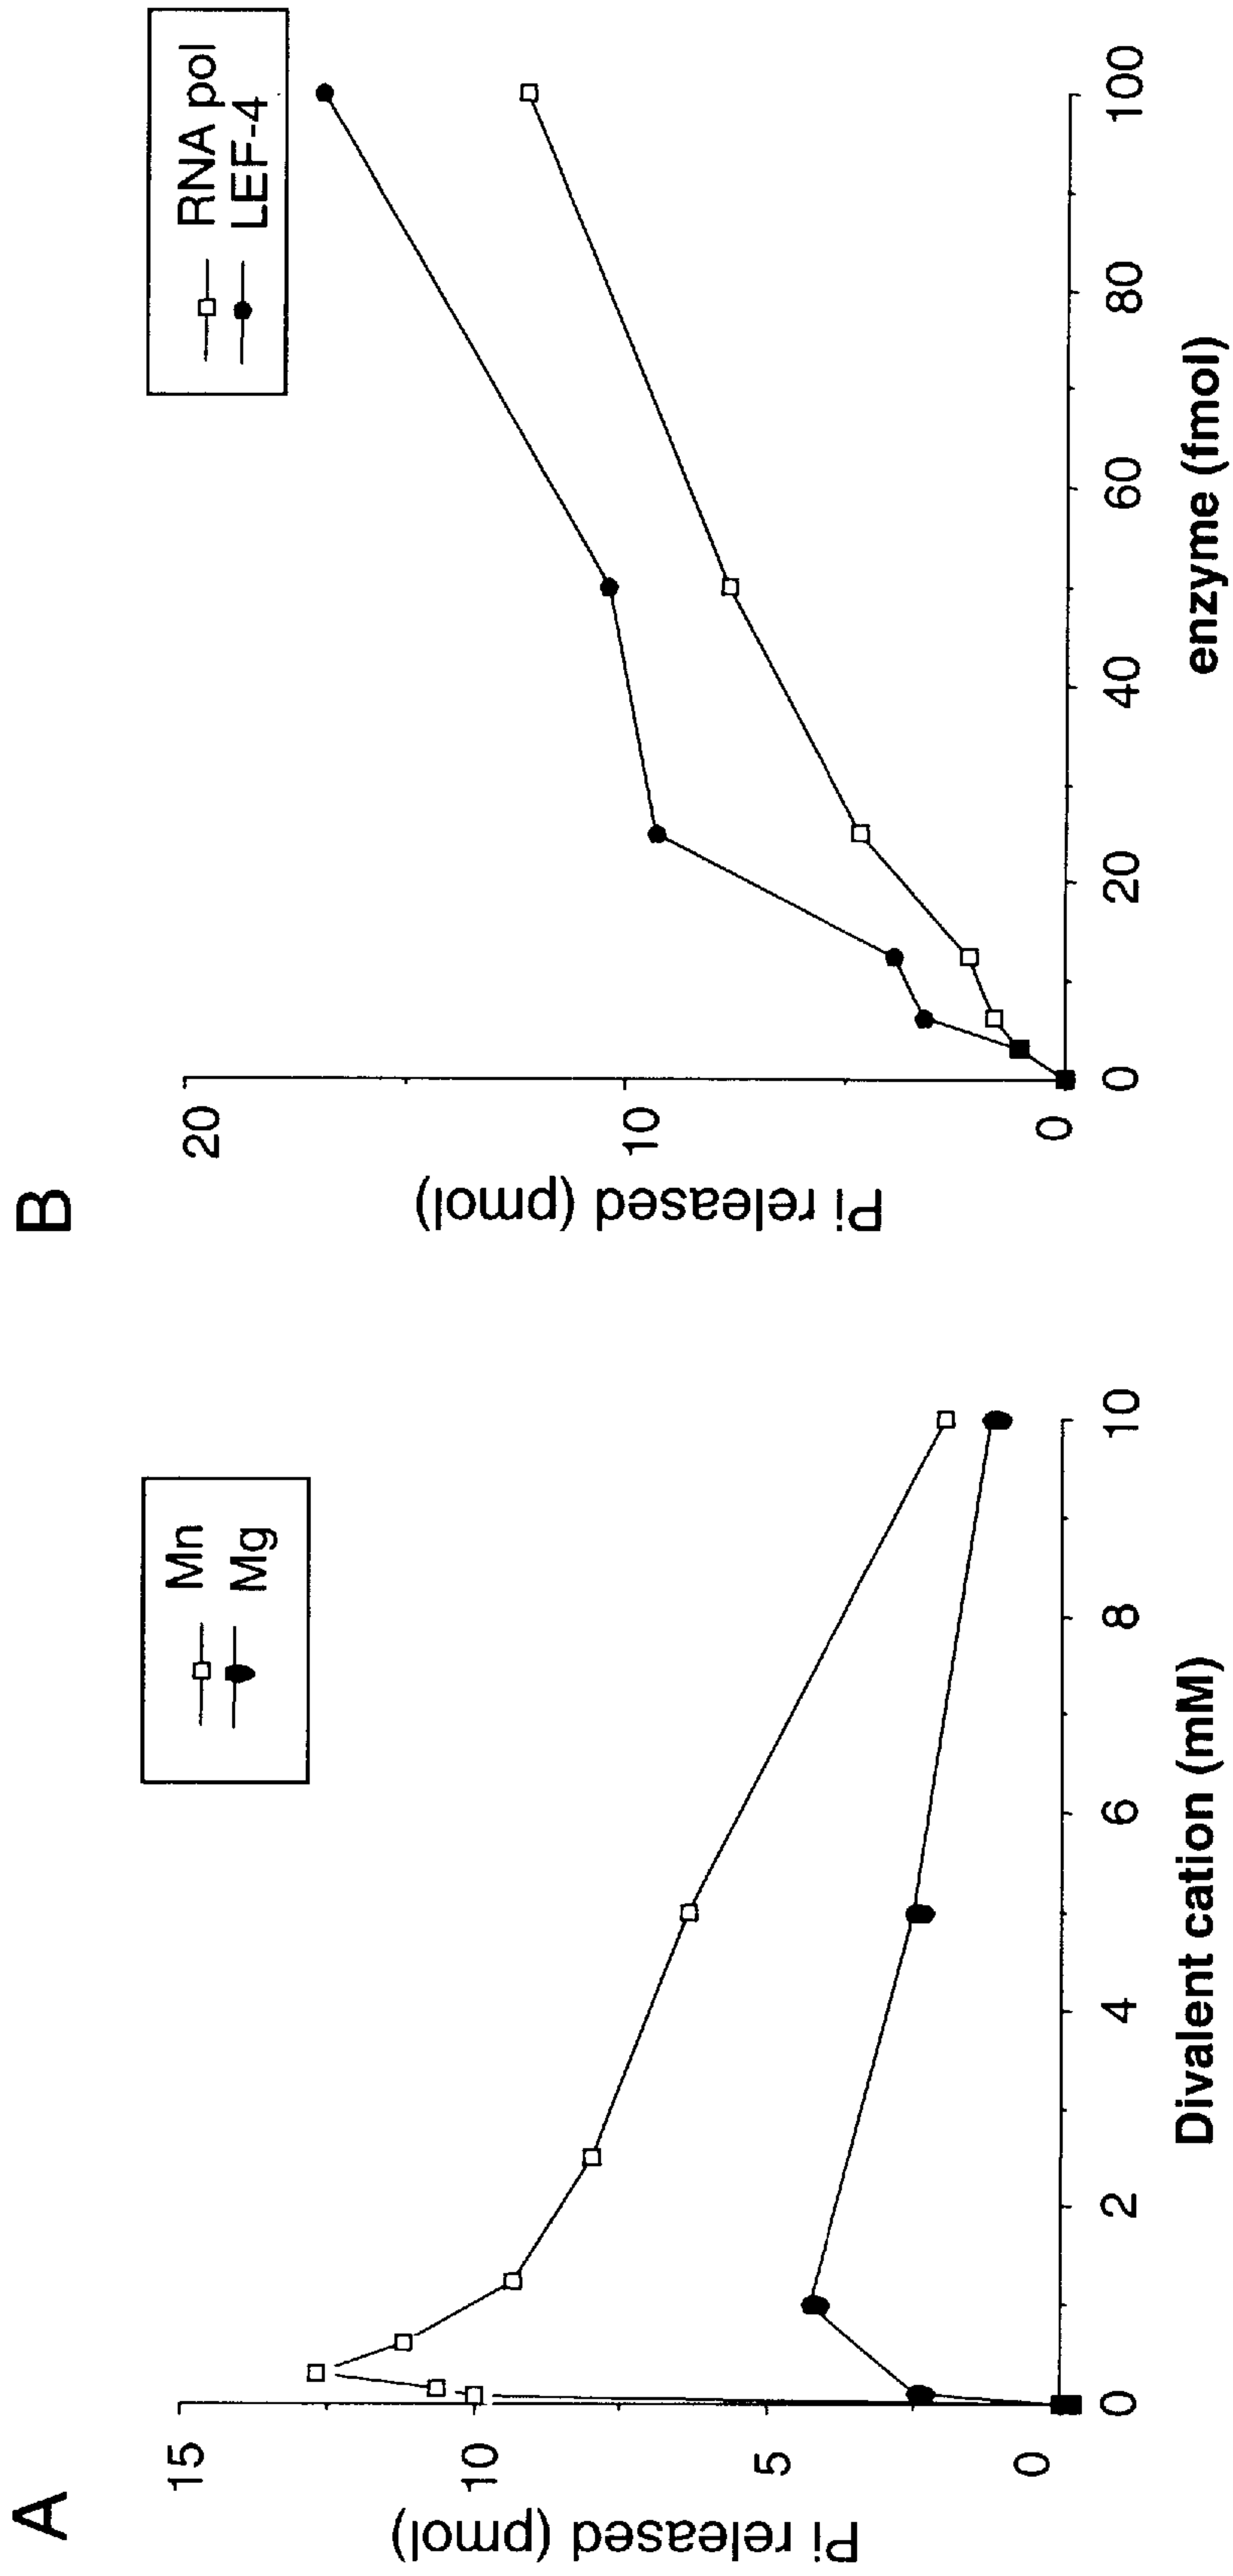 A
Mn
Mg
15
10
5
0
Pi released (pmol)
0
2
4
6
8
10
Divalent cation (mM)
B
RNA pol
LEF-4
20
10
0
Pi released (pmol)
0
20
40
60
80
100
enzyme (fmol)